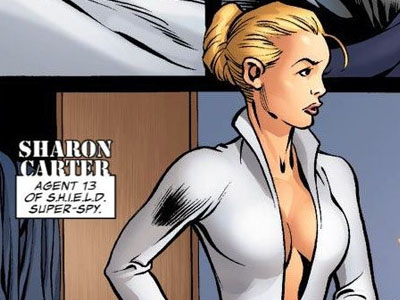 SHARON
CARTER
AGENT 13
OF S.H.I.E.L.D.
SUPER-SPY.